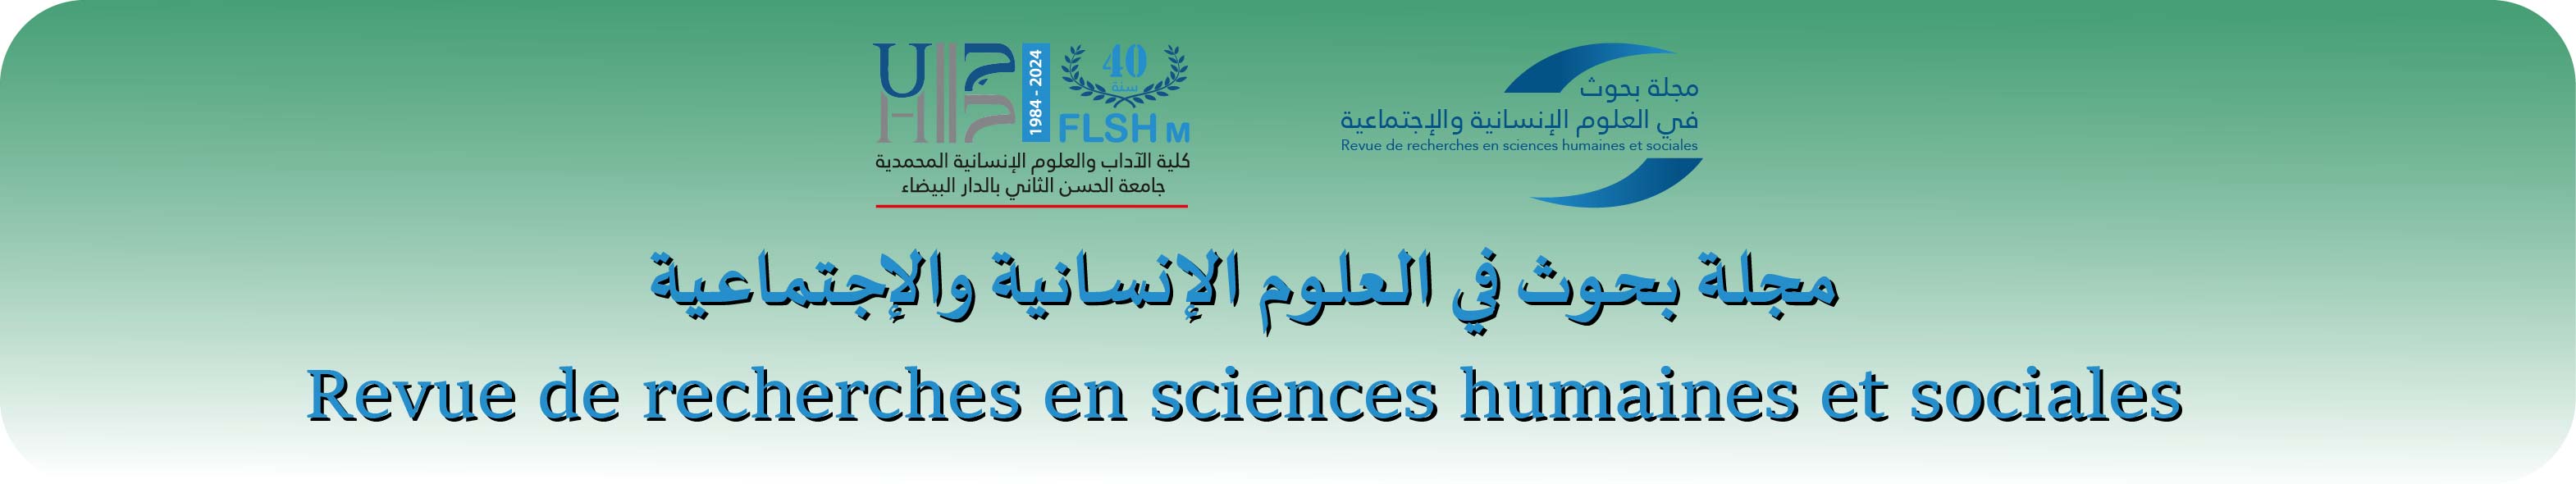 UH
ح
ح
1984 - 2024
40
سنة
FLSH M
كلية الآداب والعلوم الإنسانية المحمدية
جامعة الحسن الثاني بالدار البيضاء
مجلة بحوث
في العلوم الإنسانية والإجتماعية
Revue de recherches en sciences humaines et sociales
مجلة بحوث في العلوم الإنسانية والإجتماعية
Revue de recherches en sciences humaines et sociales